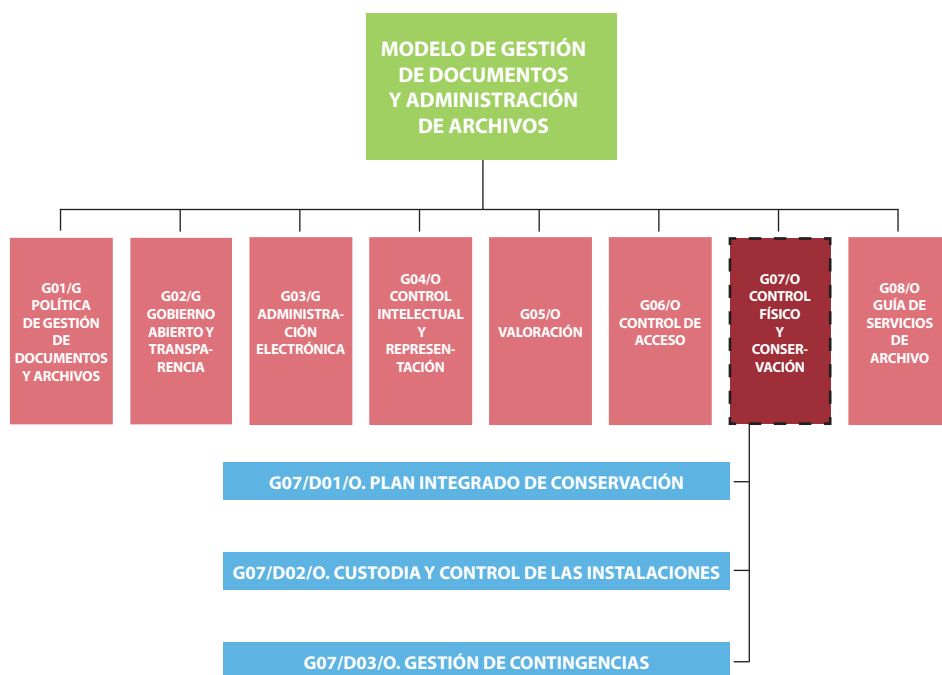 MODELO DE GESTIÓN
DE DOCUMENTOS
Y ADMINISTRACIÓN
DE ARCHIVOS
G01/G
POLÍTICA
DE GESTIÓN
DE
DOCUMENTOS
Y ARCHIVOS
G02/G
GOBIERNO
ABIERTO Y
TRANSPA-
RENCIA
G03/G
ADMINISTRA-
CIÓN
ELECTRÓNICA
G04/O
CONTROL
INTELECTUAL
Y
REPRESEN-
TACIÓN
G05/O
VALORACIÓN
G06/O
CONTROL DE
ACCESO
G07/O
CONTROL
FÍSICO
Y
CONSER-
VACIÓN
G08/O
GUÍA DE
SERVICIOS
DE
ARCHIVO
G07/D01/O. PLAN INTEGRADO DE CONSERVACIÓN
G07/D02/O. CUSTODIA Y CONTROL DE LAS INSTALACIONES
G07/D03/O. GESTIÓN DE CONTINGENCIAS